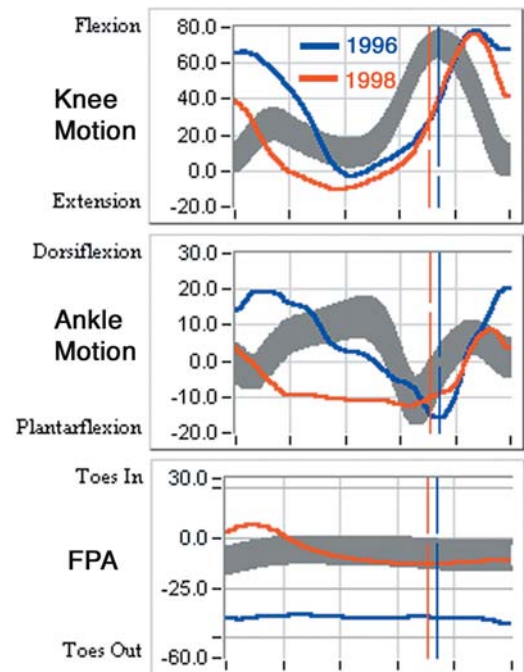 Flexion
Knee
Motion
Extension
80.0
60.0
40.0
20.0
0.0
-20.0
1996
1998
Dorsiflexion
Ankle
Motion
Plantarflexion
30.0
20.0
10.0
0.0
-10.0
-20.0
Toes In
FPA
Toes Out
30.0
0.0
-25.0
-60.0